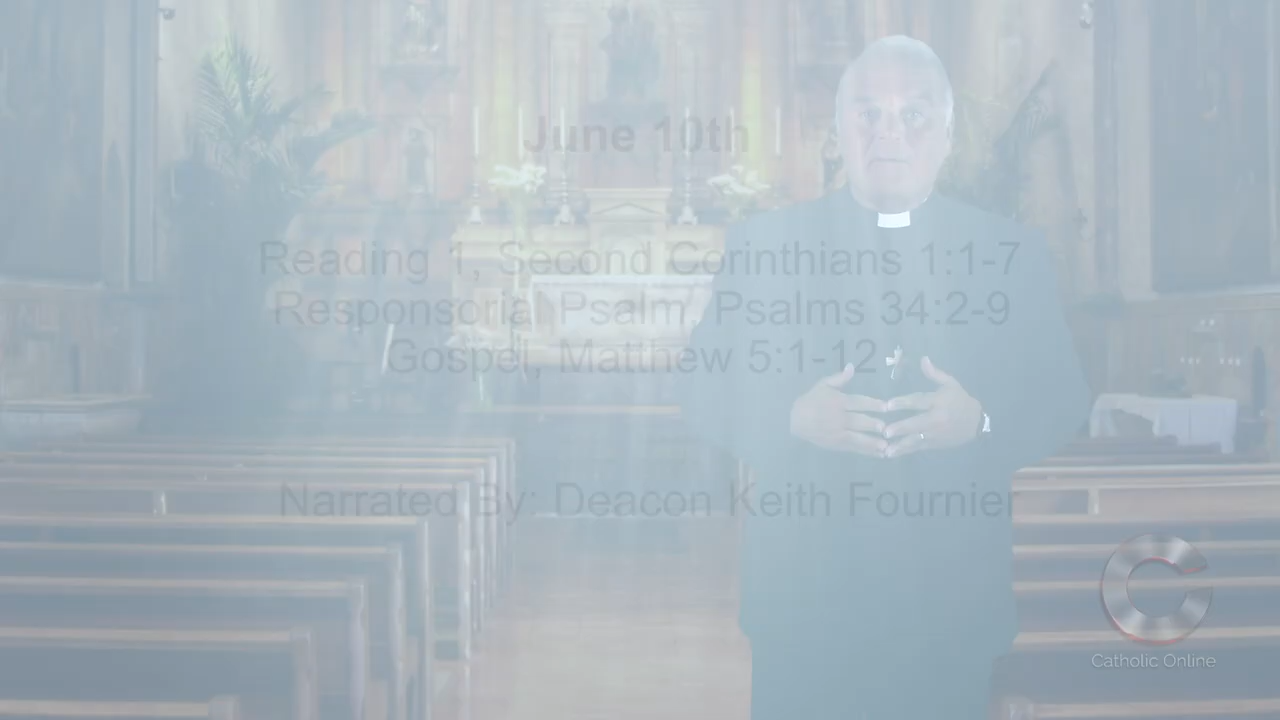 June 10th
Reading 1, Second Corinthians 1:1-7
Responsorial Psalm, Psalms 34:2-9
Gospel, Matthew 5:1-12
Narrated By: Deacon Keith Fournier
Catholic Online